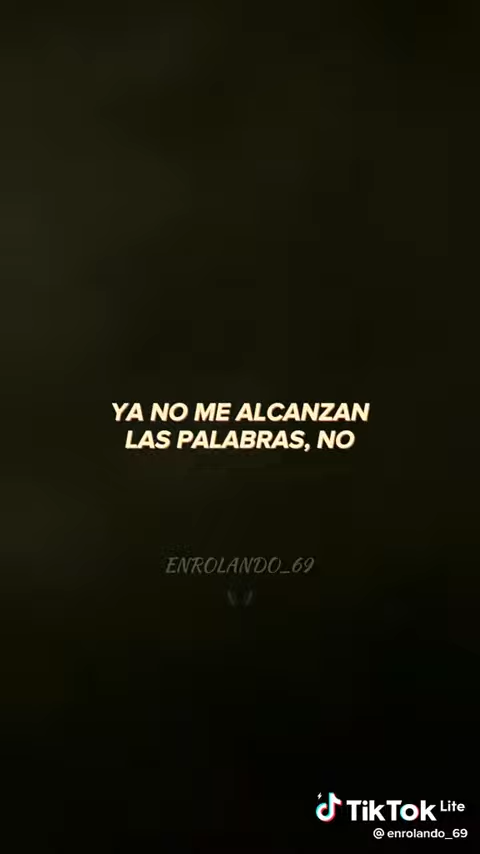 YA NO ME ALCANZAN
LAS PALABRAS, NO
ENROLANDO_69
TikTok Lite
@enrolando_69